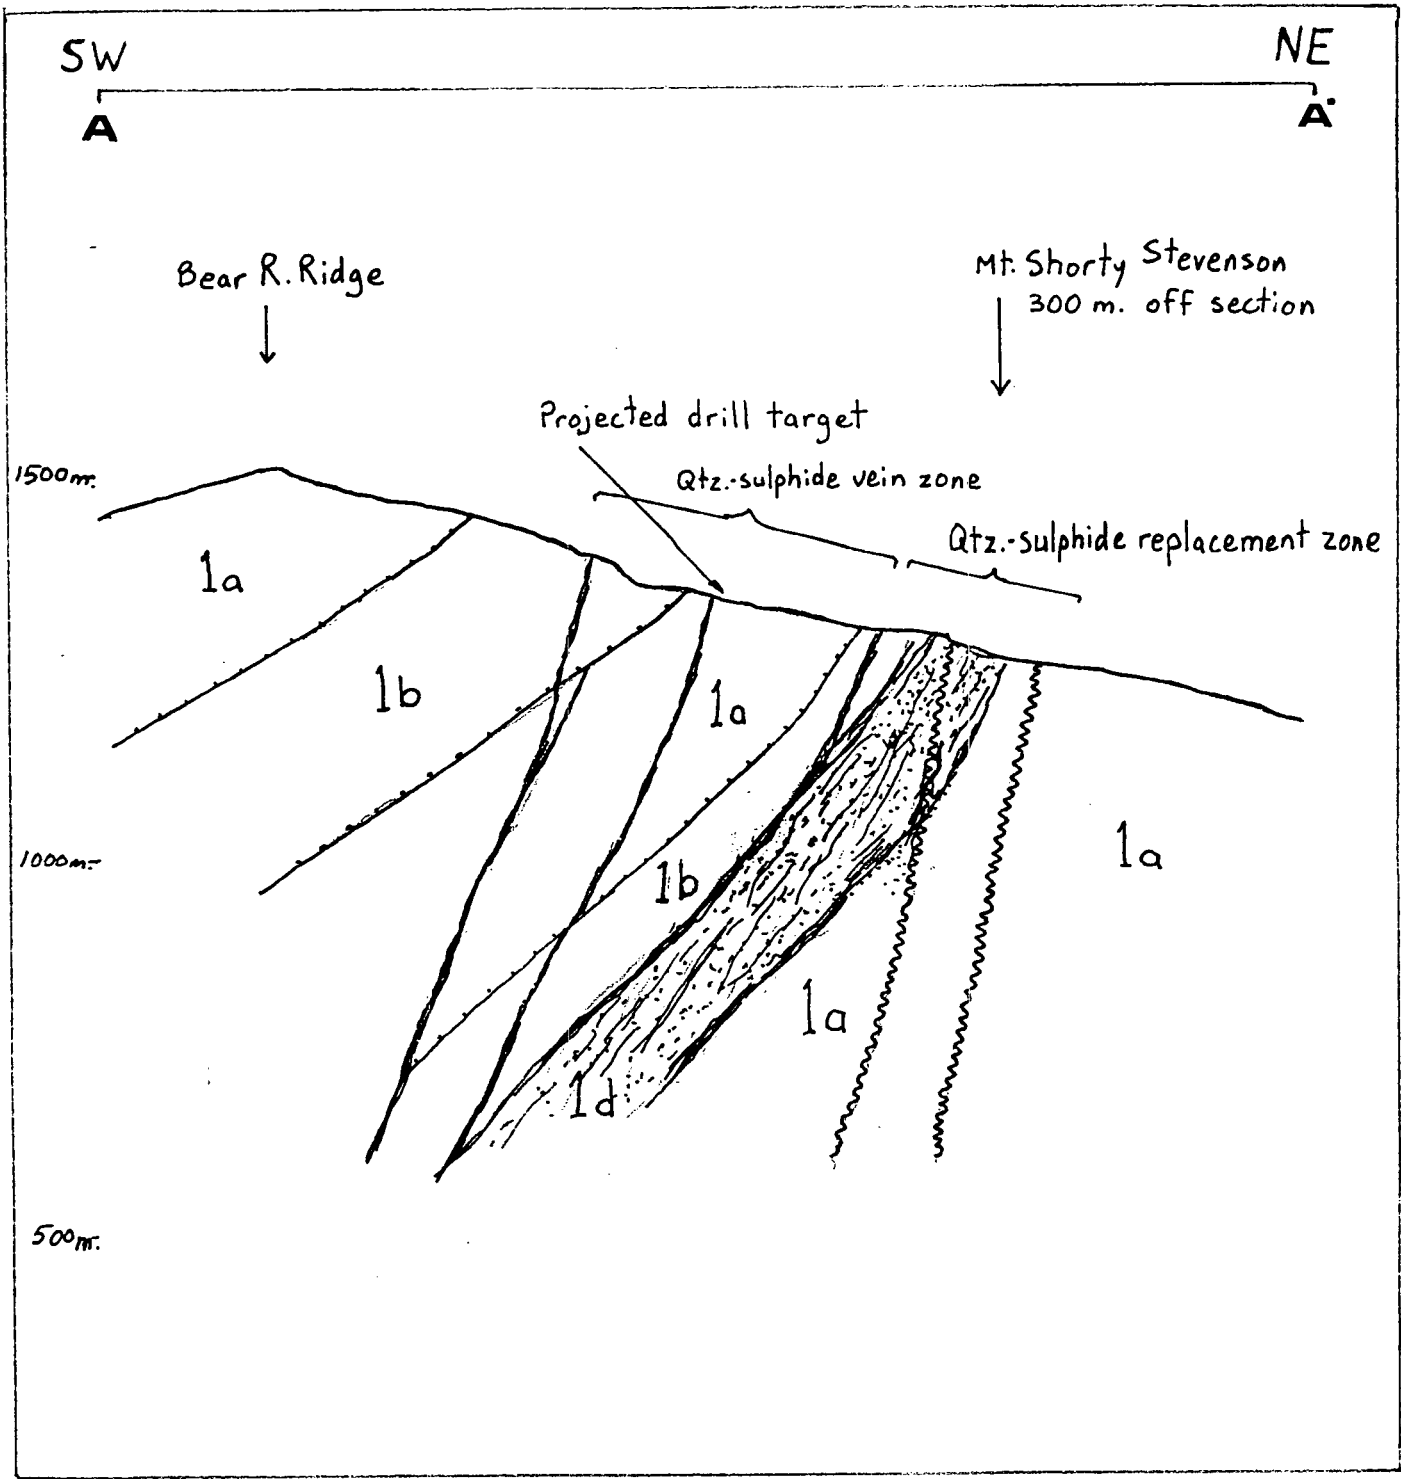 SW NE
A A'
Bear R. Ridge
Mt. Shorty Stevenson
300 m. off section
Projected drill target
1500m.
Qtz.-sulphide vein zone
Qtz.-sulphide replacement zone
1a
1b
1a
1000m.
1a
1b
1a
1d
500m.